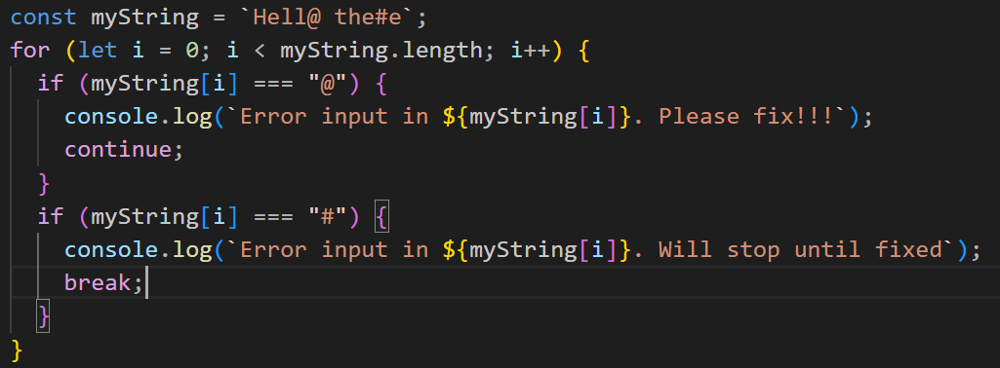 const myString = `Hell@ the#e`;
for (let i = 0; i < myString.length; i++) {
  if (myString[i] === "@") {
    console.log(`Error input in ${myString[i]}. Please fix!!!`);
    continue;
  }
  if (myString[i] === "#") {
    console.log(`Error input in ${myString[i]}. Will stop until fixed`);
    break;
  }
}